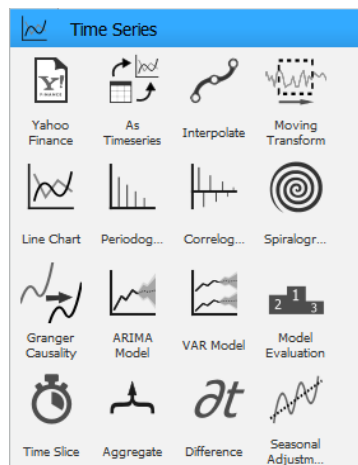 Time Series
Y!
FINANCE
Yahoo
Finance
As
Timeseries
Interpolate
Moving
Transform
Line Chart
Periodog...
Correlog...
Spiralogr...
Granger
Causality
ARIMA
Model
VAR Model
2 1 3
Model
Evaluation
Time Slice
Aggregate
∂t
Difference
Seasonal
Adjustm...